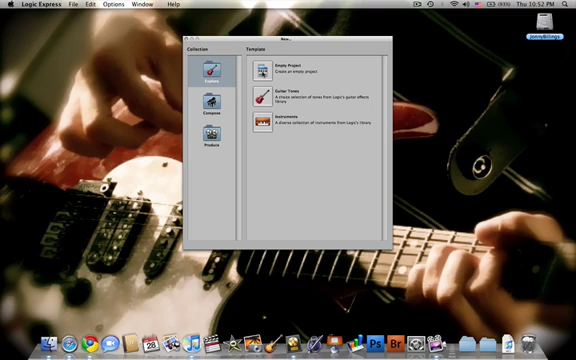 Logic Express File Edit Options Window Help
(93%) Thu 10:52 PM
New...
Collection Template
Explore
Compose
Produce
Empty Project
Create an empty project
Guitar Tones
A choice selection of tones from Logic's guitar effects
library
Instruments
A diverse collection of instruments from Logic's library
JonnyBillings
28
Ps
Br